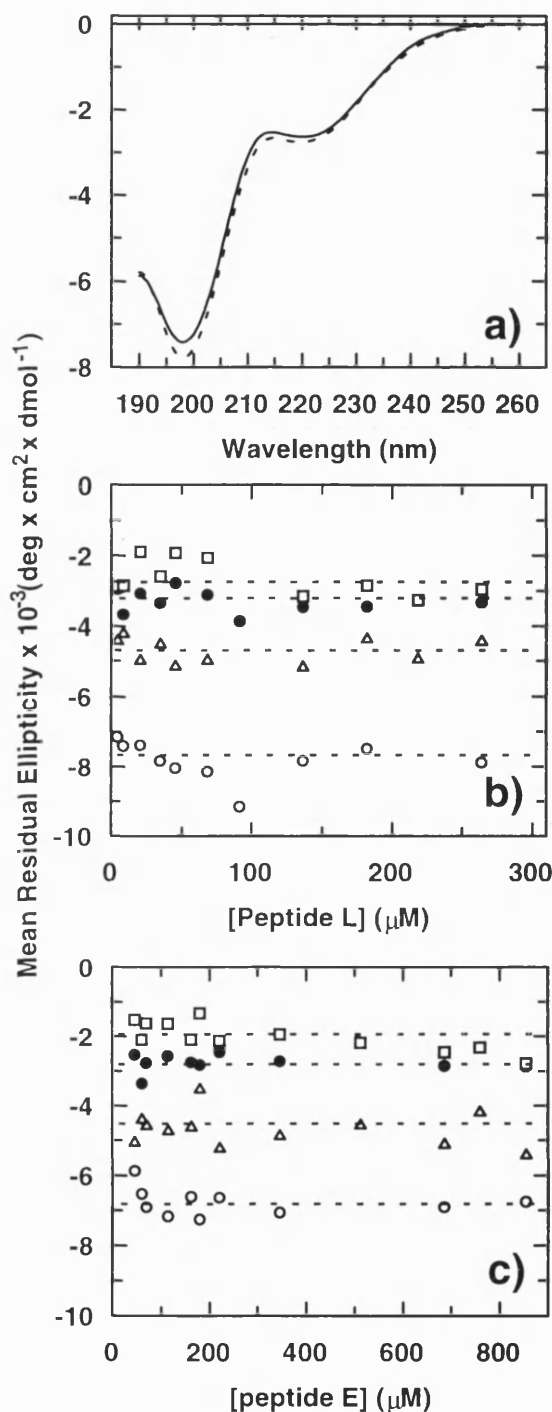 Mean Residual Ellipticity x 10⁻³ (deg x cm² x dmol⁻¹)
0
-2
-4
-6
-8
a)
190 200 210 220 230 240 250 260
Wavelength (nm)
0
-2
-4
-6
-8
-10
b)
0 100 200 300
[Peptide L] (μM)
0
-2
-4
-6
-8
-10
c)
0 200 400 600 800
[peptide E] (μM)